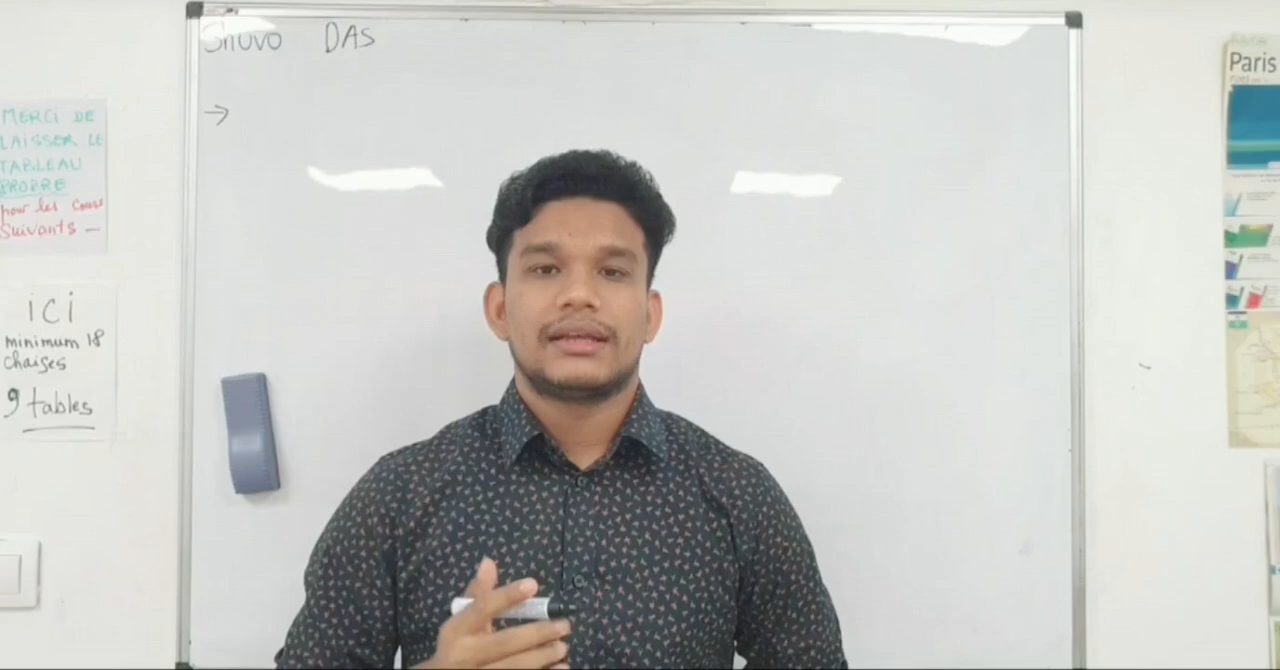 Shuvo DAS
→
MERCI DE
LAISSER LE
TABLEAU
PROPRE
pour les cours
suivants –
ici
minimum 18
chaises
9 tables
Paris